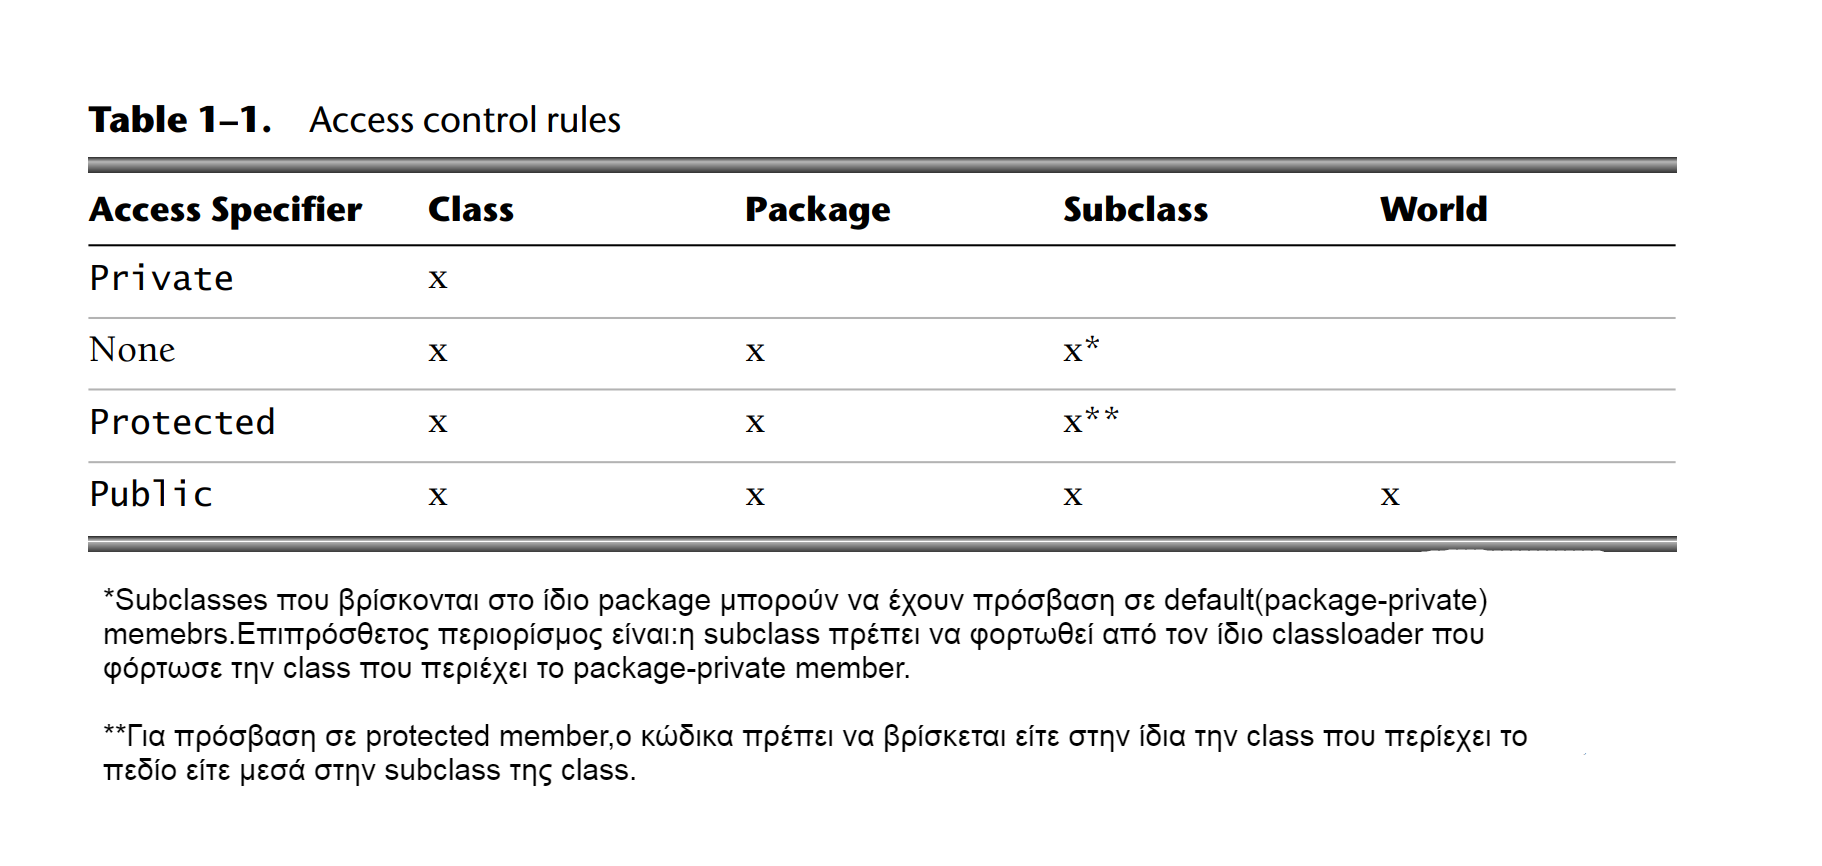 Table 1–1. Access control rules
Access Specifier Class Package Subclass World
Private x
None x x x*
Protected x x x**
Public x x x x
*Subclasses που βρίσκονται στο ίδιο package μπορούν να έχουν πρόσβαση σε default(package-private)
memebrs.Επιπρόσθετος περιορίσμος είναι:η subclass πρέπει να φορτωθεί από τον ίδιο classloader που
φόρτωσε την class που περιέχει το package-private member.
**Για πρόσβαση σε protected member,ο κώδικα πρέπει να βρίσκεται είτε στην ίδια την class που περίεχει το
πεδίο είτε μεσά στην subclass της class.